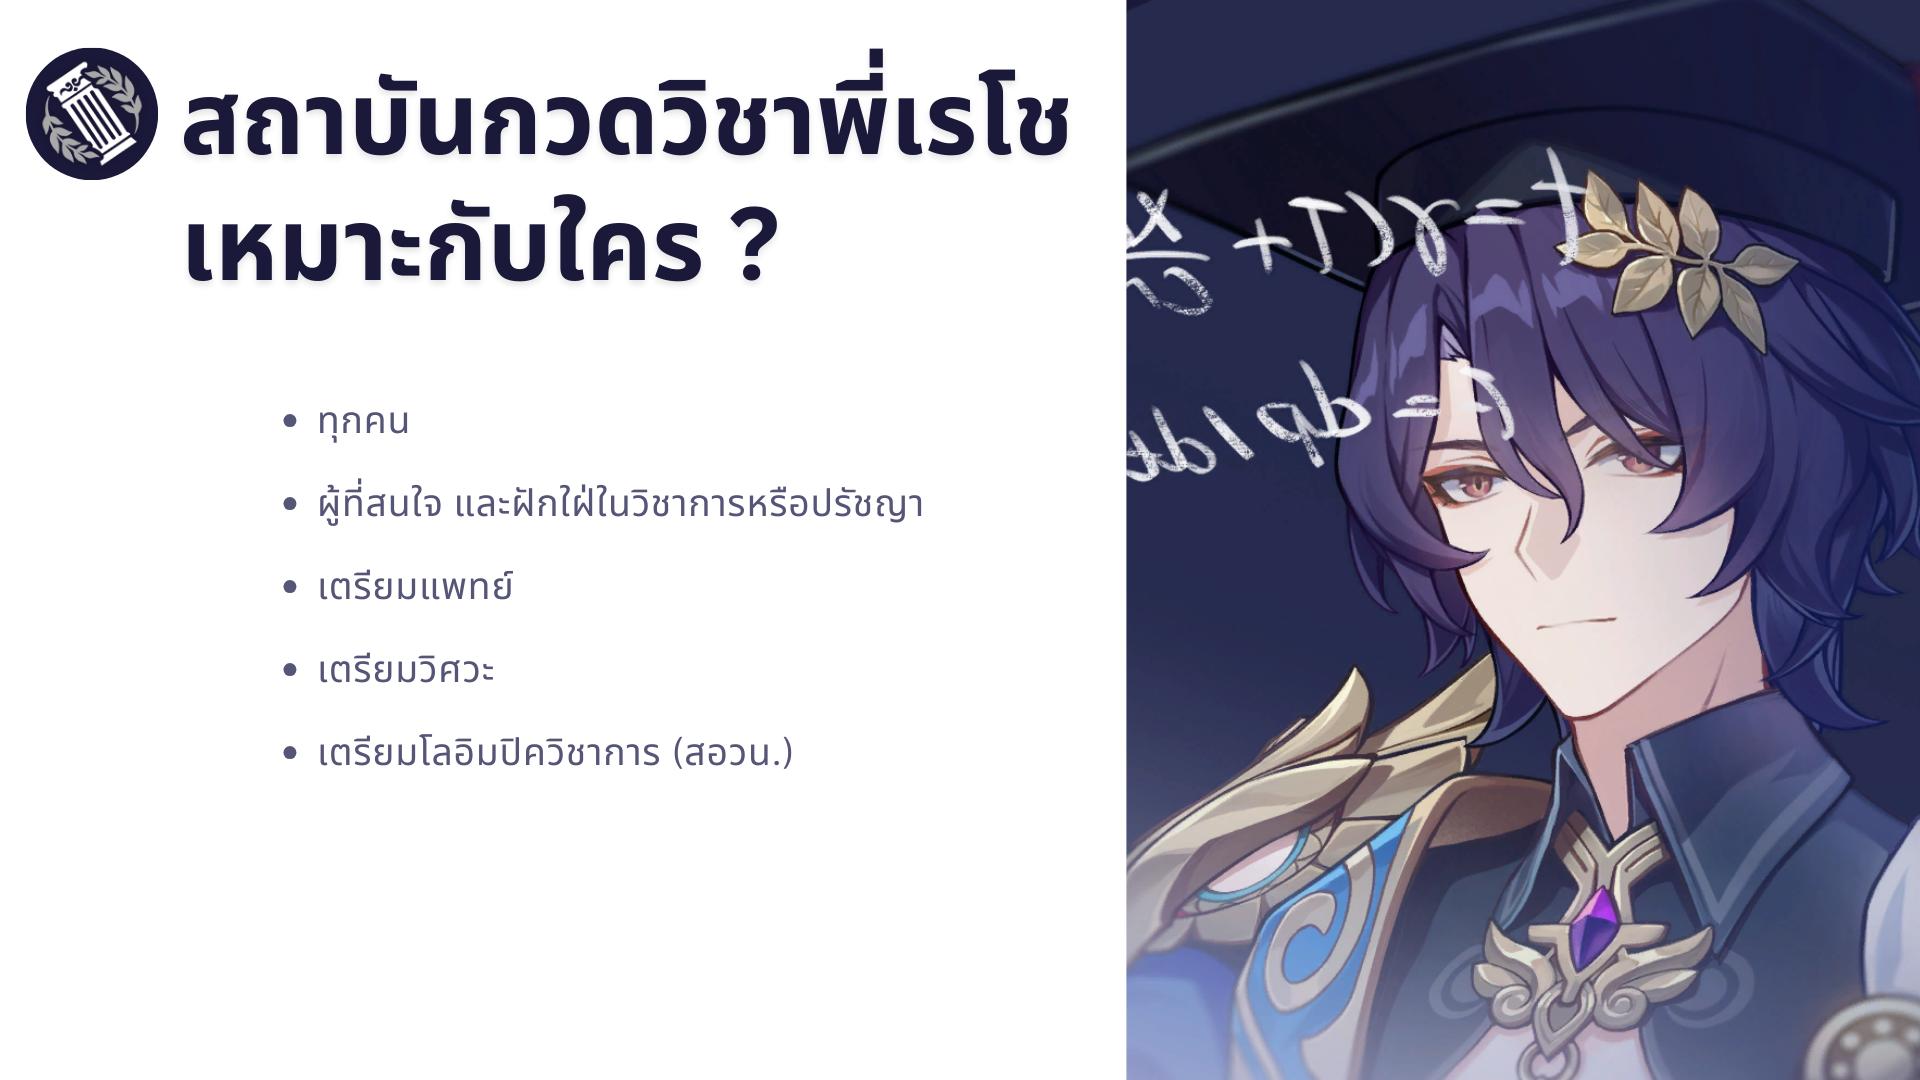 สถาบันกวดวิชาพี่เรโช
เหมาะกับใคร ?
• ทุกคน
• ผู้ที่สนใจ และฝักใฝ่ในวิชาการหรือปรัชญา
• เตรียมแพทย์
• เตรียมวิศวะ
• เตรียมโลอิมปิควิชาการ (สอวน.)